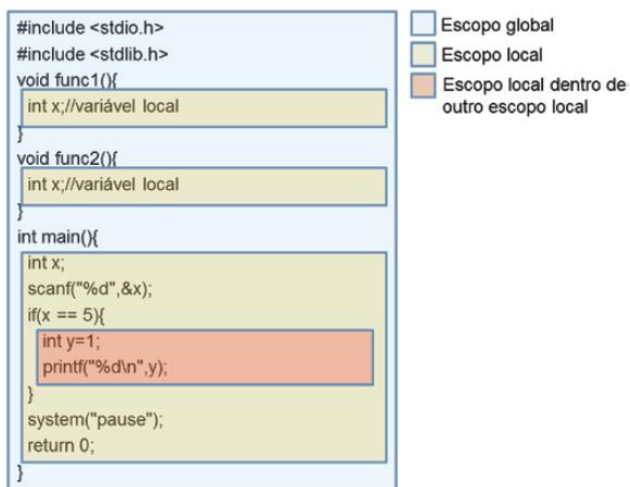 #include <stdio.h>
#include <stdlib.h>
void func1(){
int x;//variável local
}
void func2(){
int x;//variável local
}
int main(){
int x;
scanf("%d",&x);
if(x == 5){
int y=1;
printf("%d\n",y);
}
system("pause");
return 0;
}
Escopo global
Escopo local
Escopo local dentro de
outro escopo local